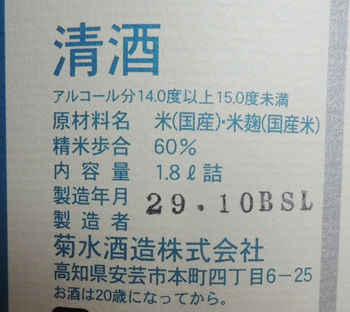 清酒
アルコール分14.0度以上15.0度未満
原材料名 米(国産)・米麹(国産米)
精米歩合 60%
内容量 1.8ℓ詰
製造年月 29.10BSL
製造者
菊水酒造株式会社
高知県安芸市本町四丁目6-25
お酒は20歳になってから。